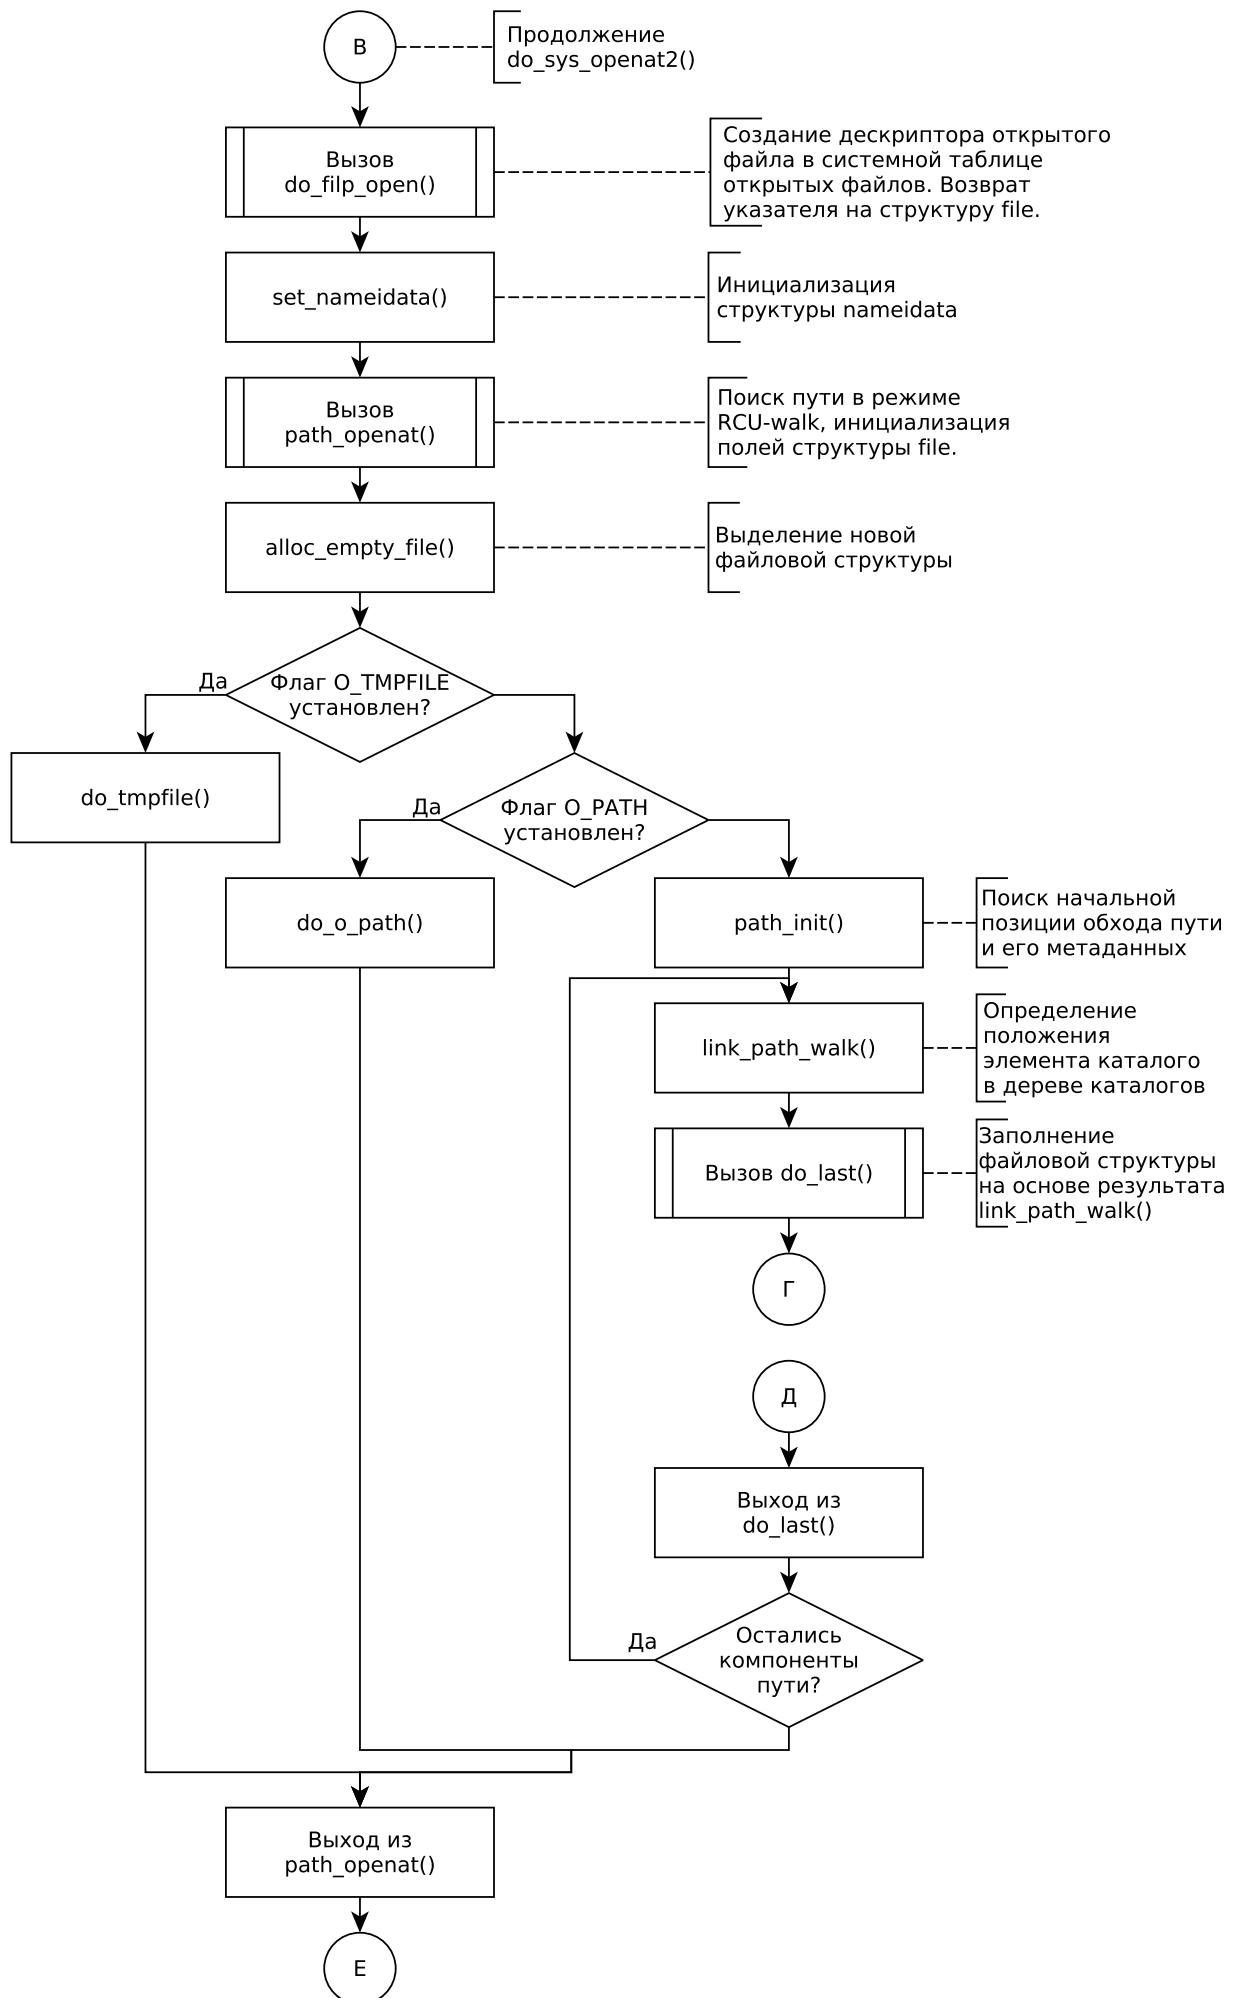 В
Продолжение
do_sys_openat2()
Вызов
do_filp_open()
Создание дескриптора открытого
файла в системной таблице
открытых файлов. Возврат
указателя на структуру file.
set_nameidata()
Инициализация
структуры nameidata
Вызов
path_openat()
Поиск пути в режиме
RCU-walk, инициализация
полей структуры file.
alloc_empty_file()
Выделение новой
файловой структуры
Да
Флаг O_TMPFILE
установлен?
do_tmpfile()
Да
Флаг O_PATH
установлен?
do_o_path()
path_init()
Поиск начальной
позиции обхода пути
и его метаданных
link_path_walk()
Определение
положения
элемента каталого
в дереве каталогов
Вызов do_last()
Заполнение
файловой структуры
на основе результата
link_path_walk()
Г
Д
Выход из
do_last()
Да
Остались
компоненты
пути?
Выход из
path_openat()
Е